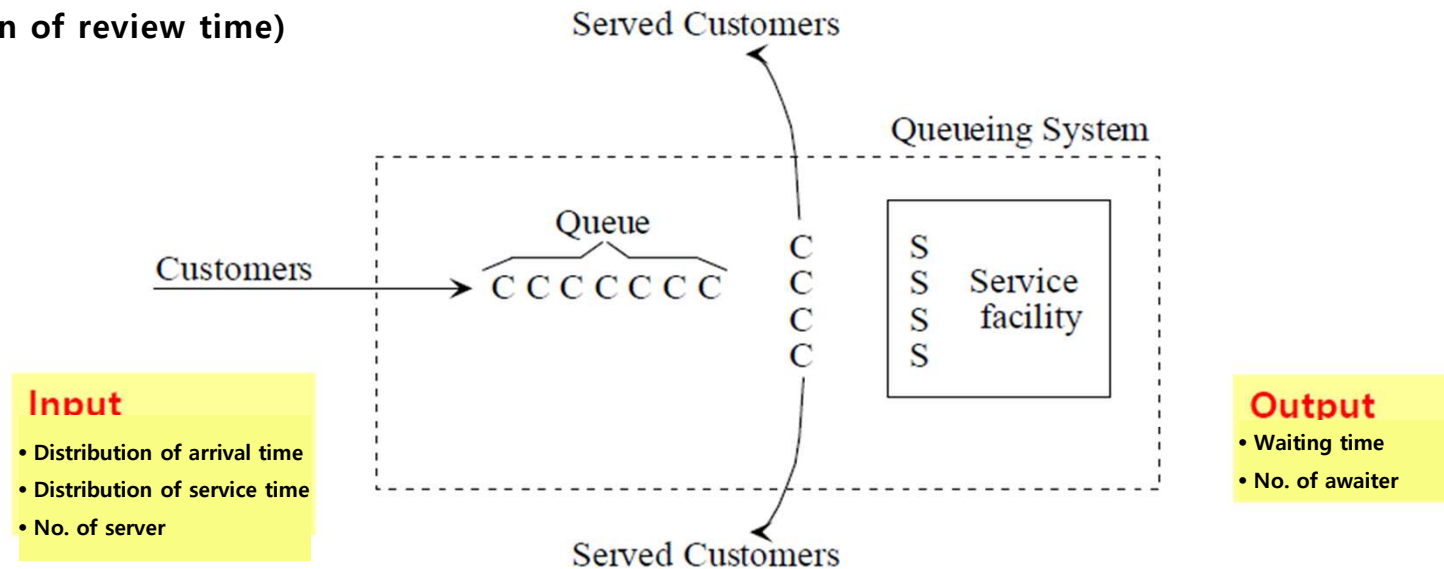 n of review time)
Served Customers
Queueing System
Queue
Customers
C C C C C C C
C
C
C
C
S
S
S
S
Service
facility
Input
• Distribution of arrival time
• Distribution of service time
• No. of server
Output
• Waiting time
• No. of awaiter
Served Customers